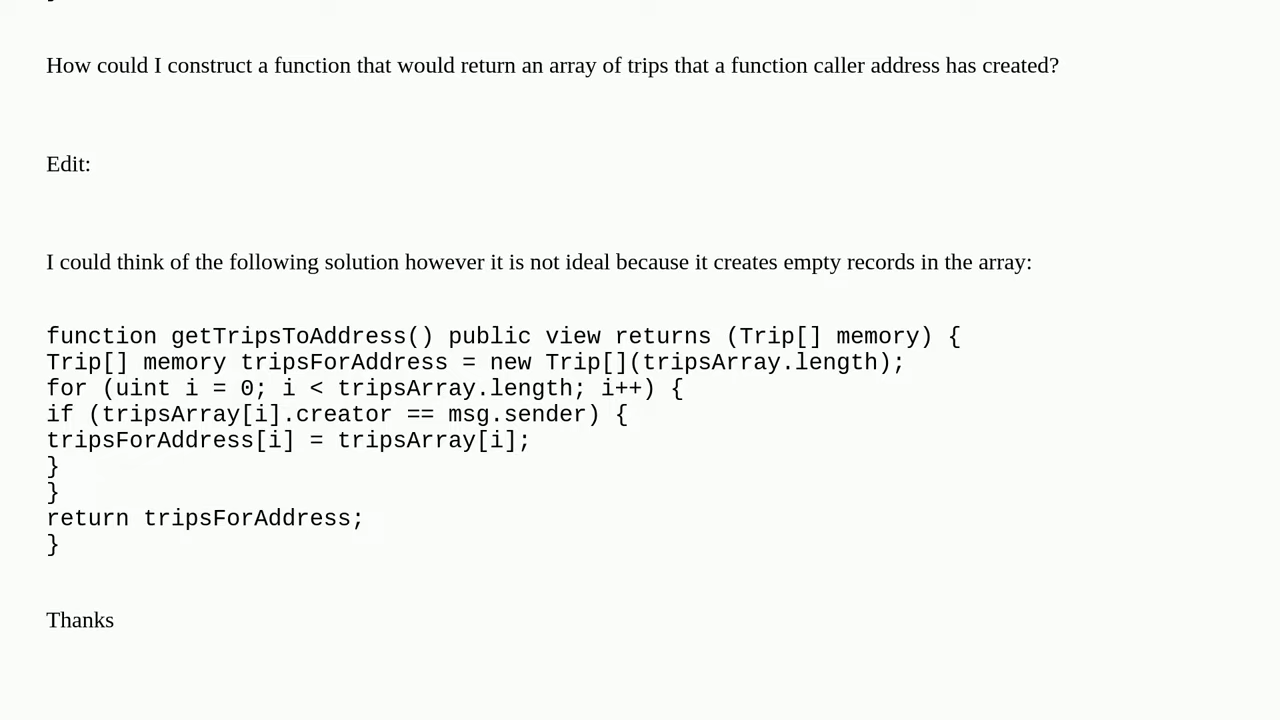 How could I construct a function that would return an array of trips that a function caller address has created?
Edit:
I could think of the following solution however it is not ideal because it creates empty records in the array:
function getTripsToAddress() public view returns (Trip[] memory) {
Trip[] memory tripsForAddress = new Trip[](tripsArray.length);
for (uint i = 0; i < tripsArray.length; i++) {
if (tripsArray[i].creator == msg.sender) {
tripsForAddress[i] = tripsArray[i];
}
}
return tripsForAddress;
}
Thanks